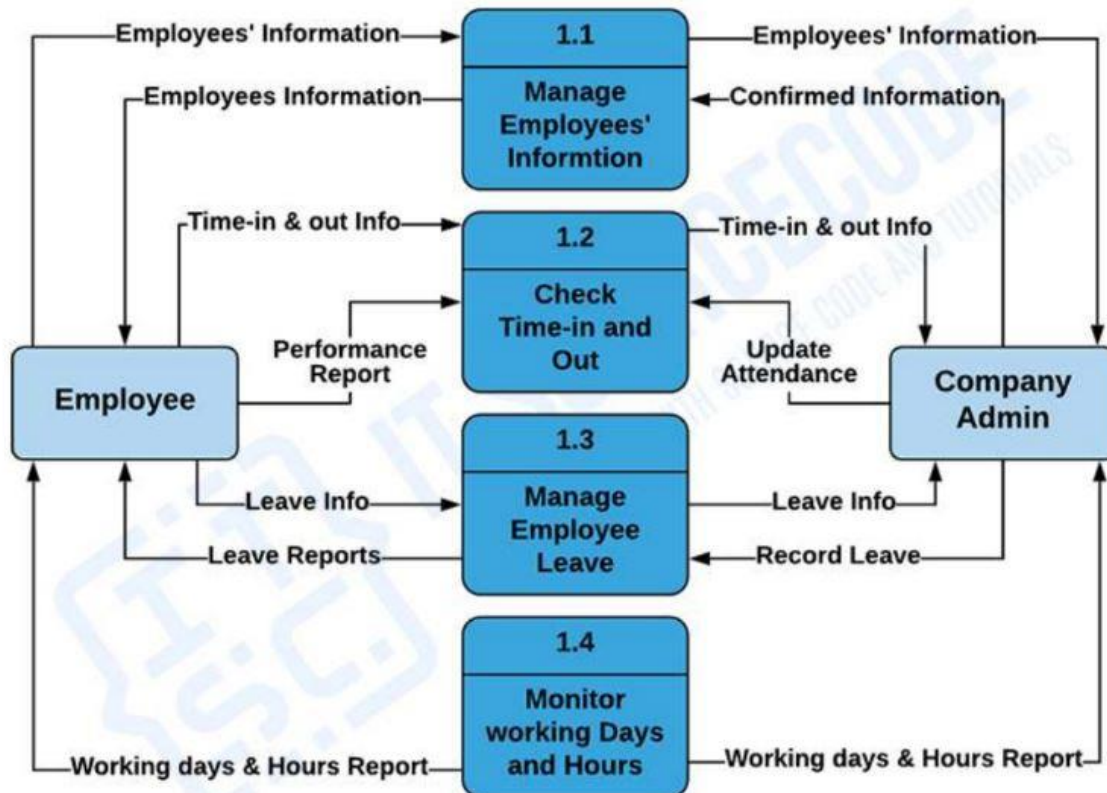 Employees' Information
1.1
Employees' Information
Employees Information
Manage
Employees'
Informtion
Confirmed Information
Time-in & out Info
1.2
Time-in & out Info
Check
Time-in and
Out
Performance
Report
Update
Attendance
Employee
Company
Admin
1.3
Leave Info
Manage
Employee
Leave
Leave Info
Leave Reports
Record Leave
1.4
Monitor
working Days
and Hours
Working days & Hours Report
Working days & Hours Report